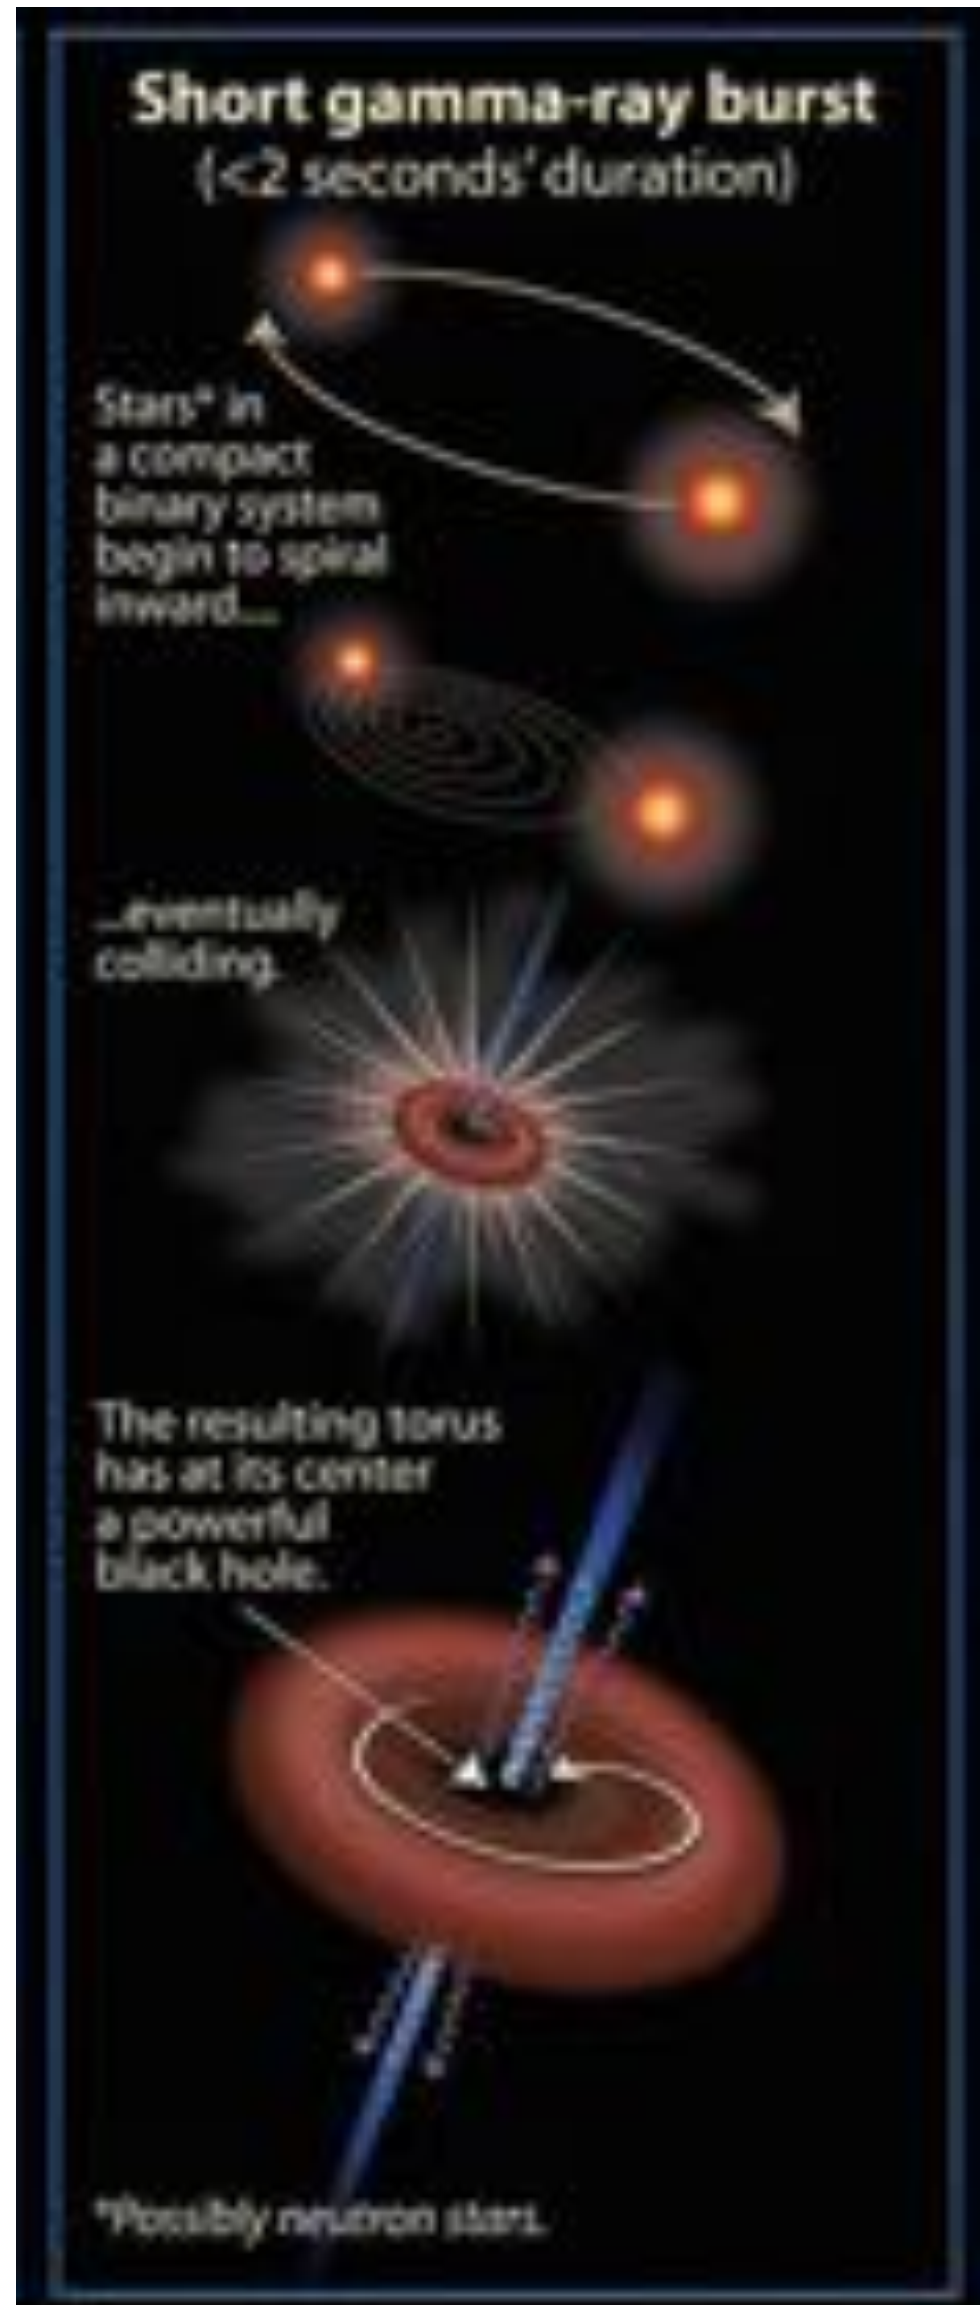 Short gamma-ray burst
(<2 seconds' duration)
Stars* in
a compact
binary system
begin to spiral
inward....
...eventually
colliding.
The resulting torus
has at its center
a powerful
black hole.
*Possibly neutron stars.